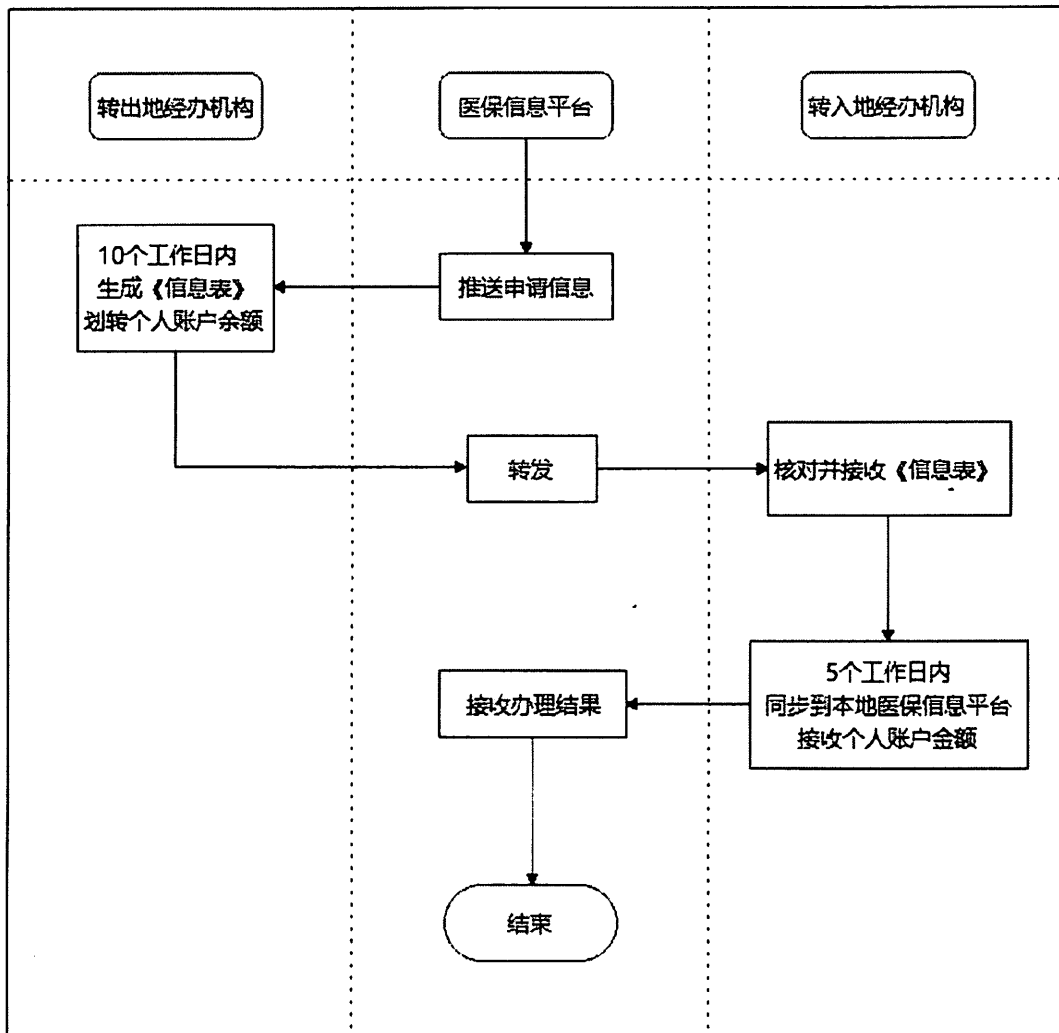 转出地经办机构
医保信息平台
转入地经办机构
10个工作日内
生成《信息表》
划转个人账户余额
推送申请信息
转发
核对并接收《信息表》
5个工作日内
同步到本地医保信息平台
接收个人账户金额
接收办理结果
结束